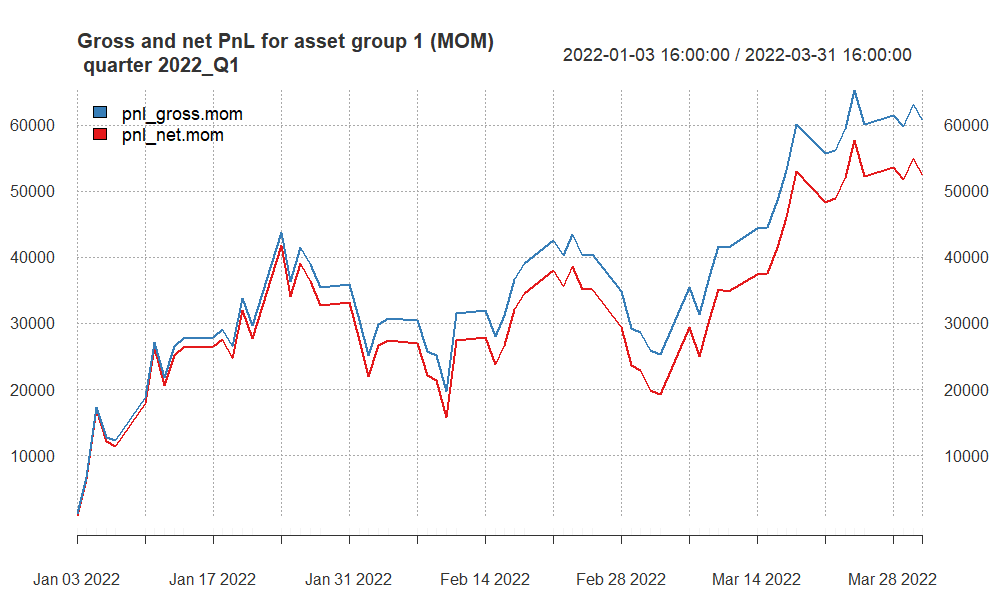 Gross and net PnL for asset group 1 (MOM)
quarter 2022_Q1
2022-01-03 16:00:00 / 2022-03-31 16:00:00
pnl_gross.mom
pnl_net.mom
60000 60000
50000 50000
40000 40000
30000 30000
20000 20000
10000 10000
Jan 03 2022 Jan 17 2022 Jan 31 2022 Feb 14 2022 Feb 28 2022 Mar 14 2022 Mar 28 2022